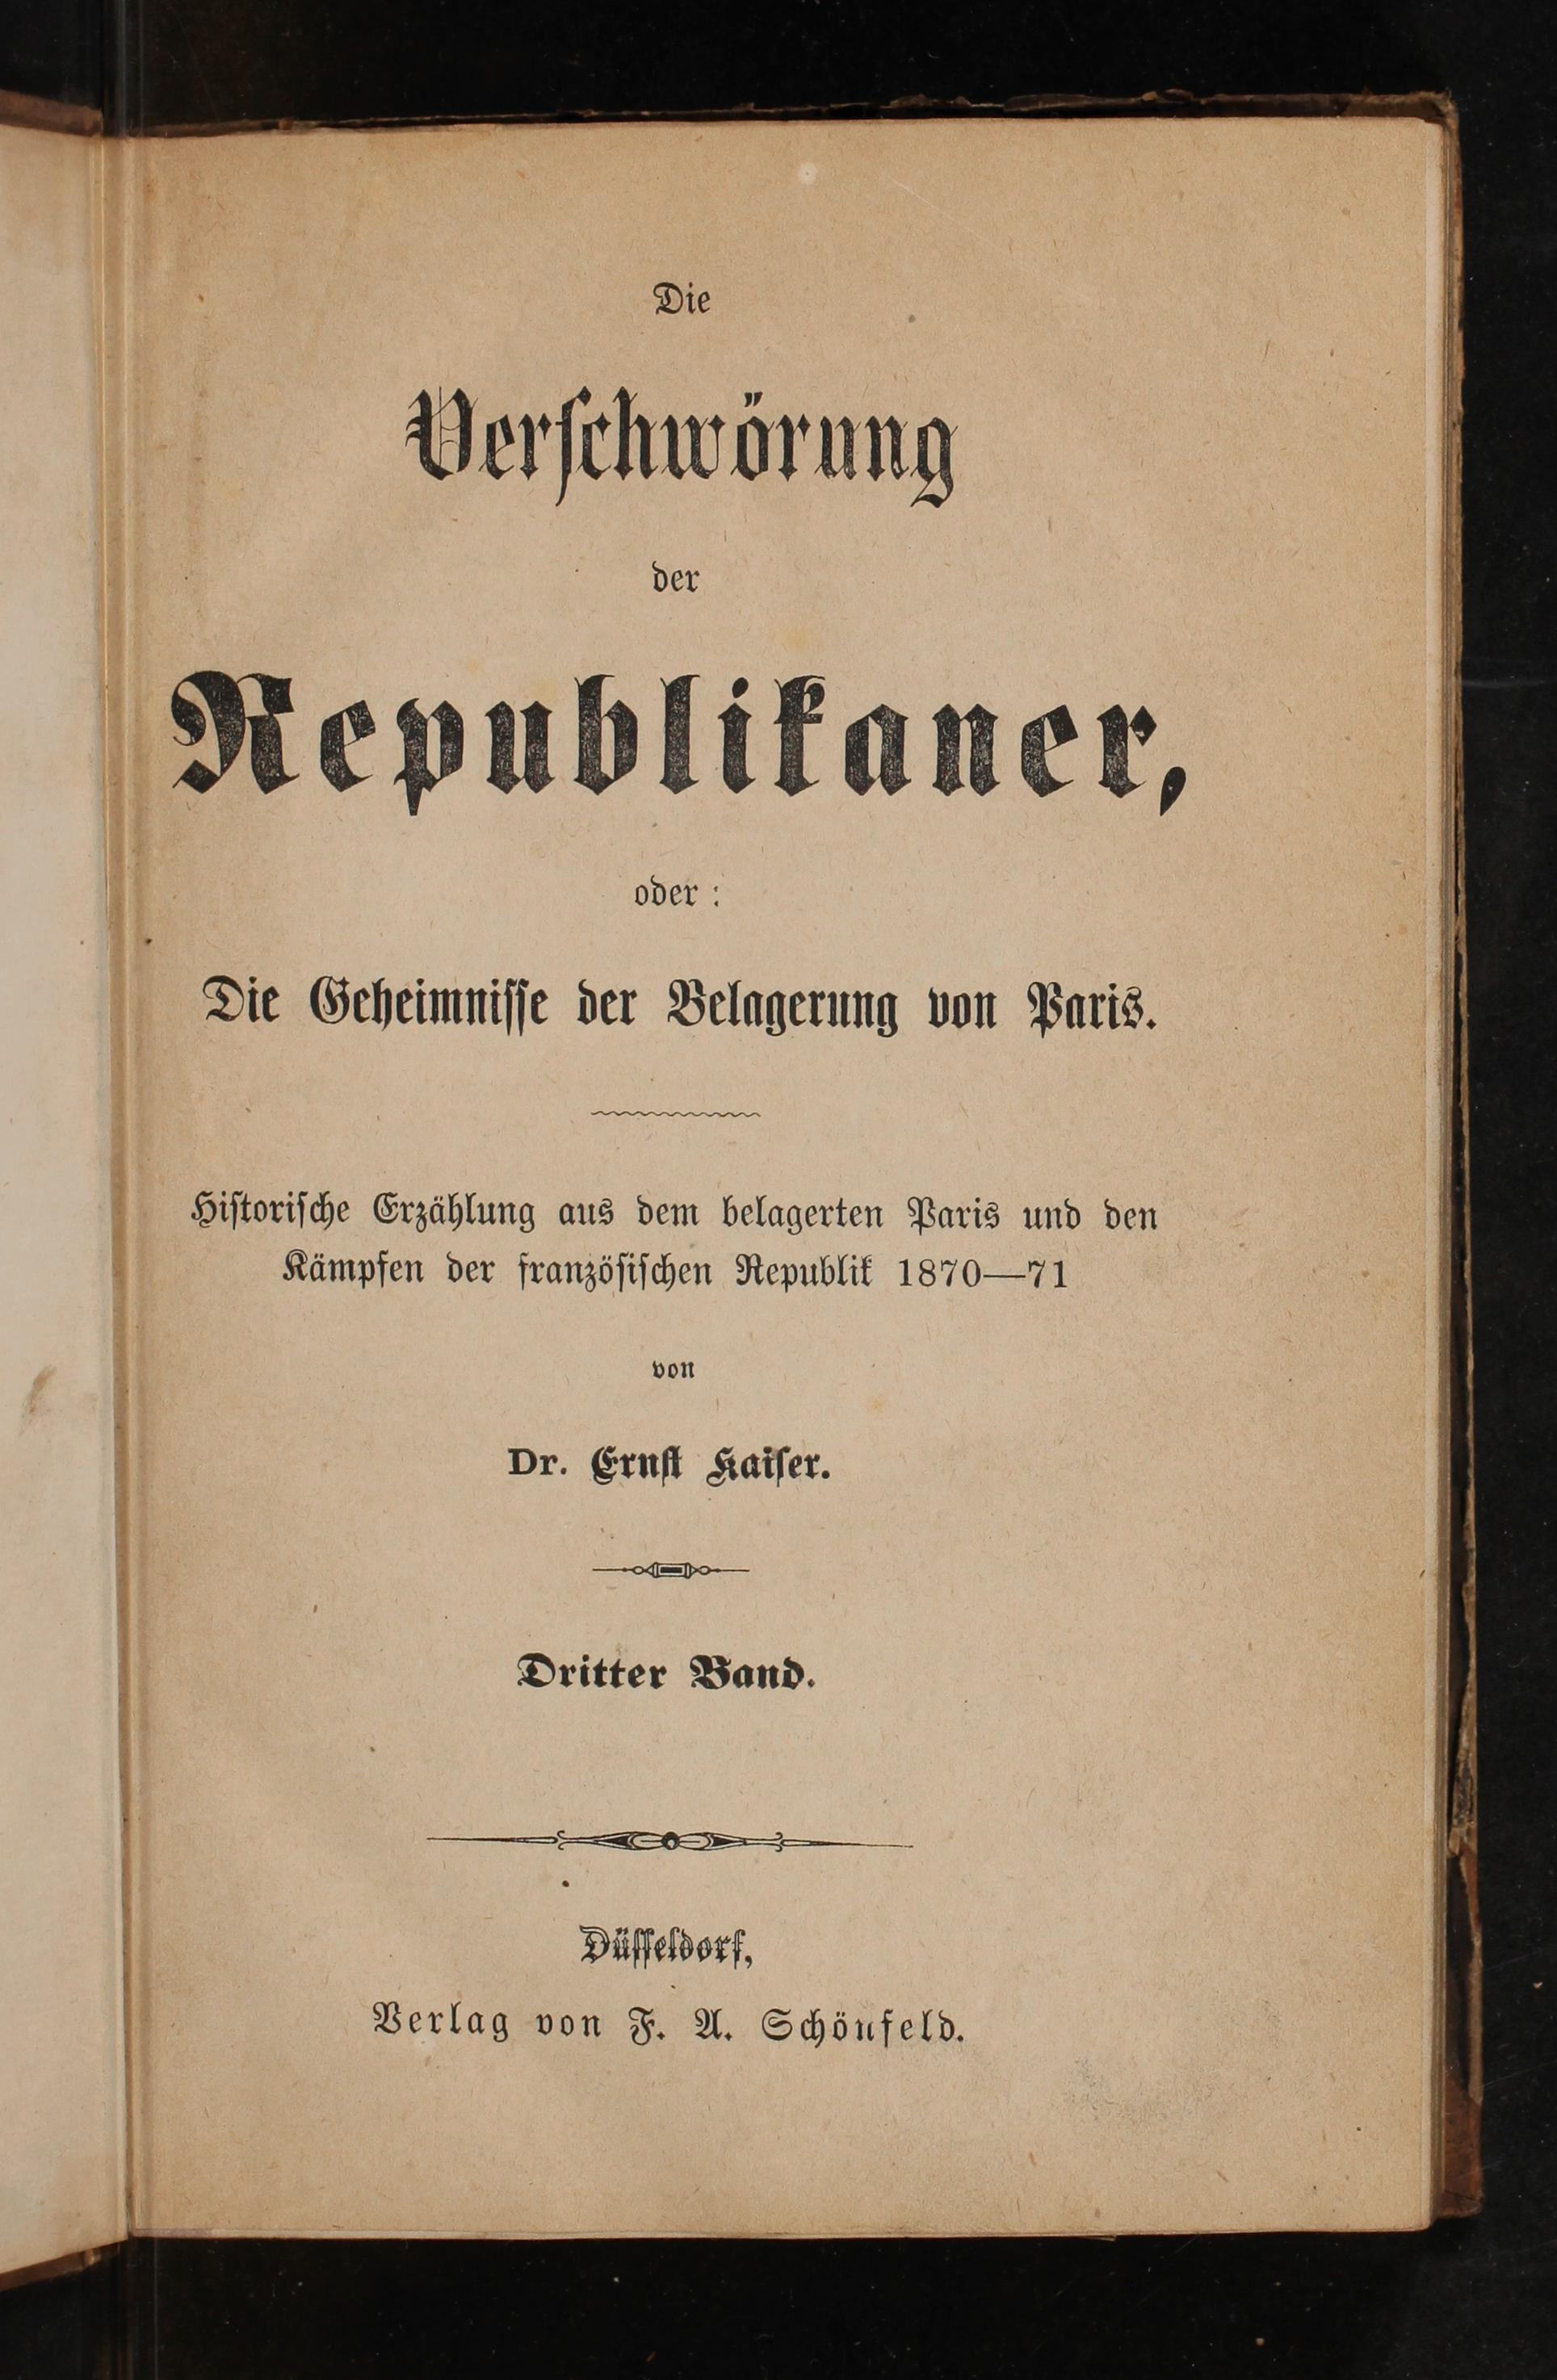 Die
Verſchwörung
der
Republikaner,
oder :
Die Geheimniſſe der Belagerung von Paris.
Hiſtoriſche Erzählung aus dem belagerten Paris und den
Kämpfen der franzöſiſchen Republik 1870—71
von
Dr. Ernſt Kaiſer.
Dritter Band.
Düſſeldorf,
Verlag von F. A. Schönfeld.